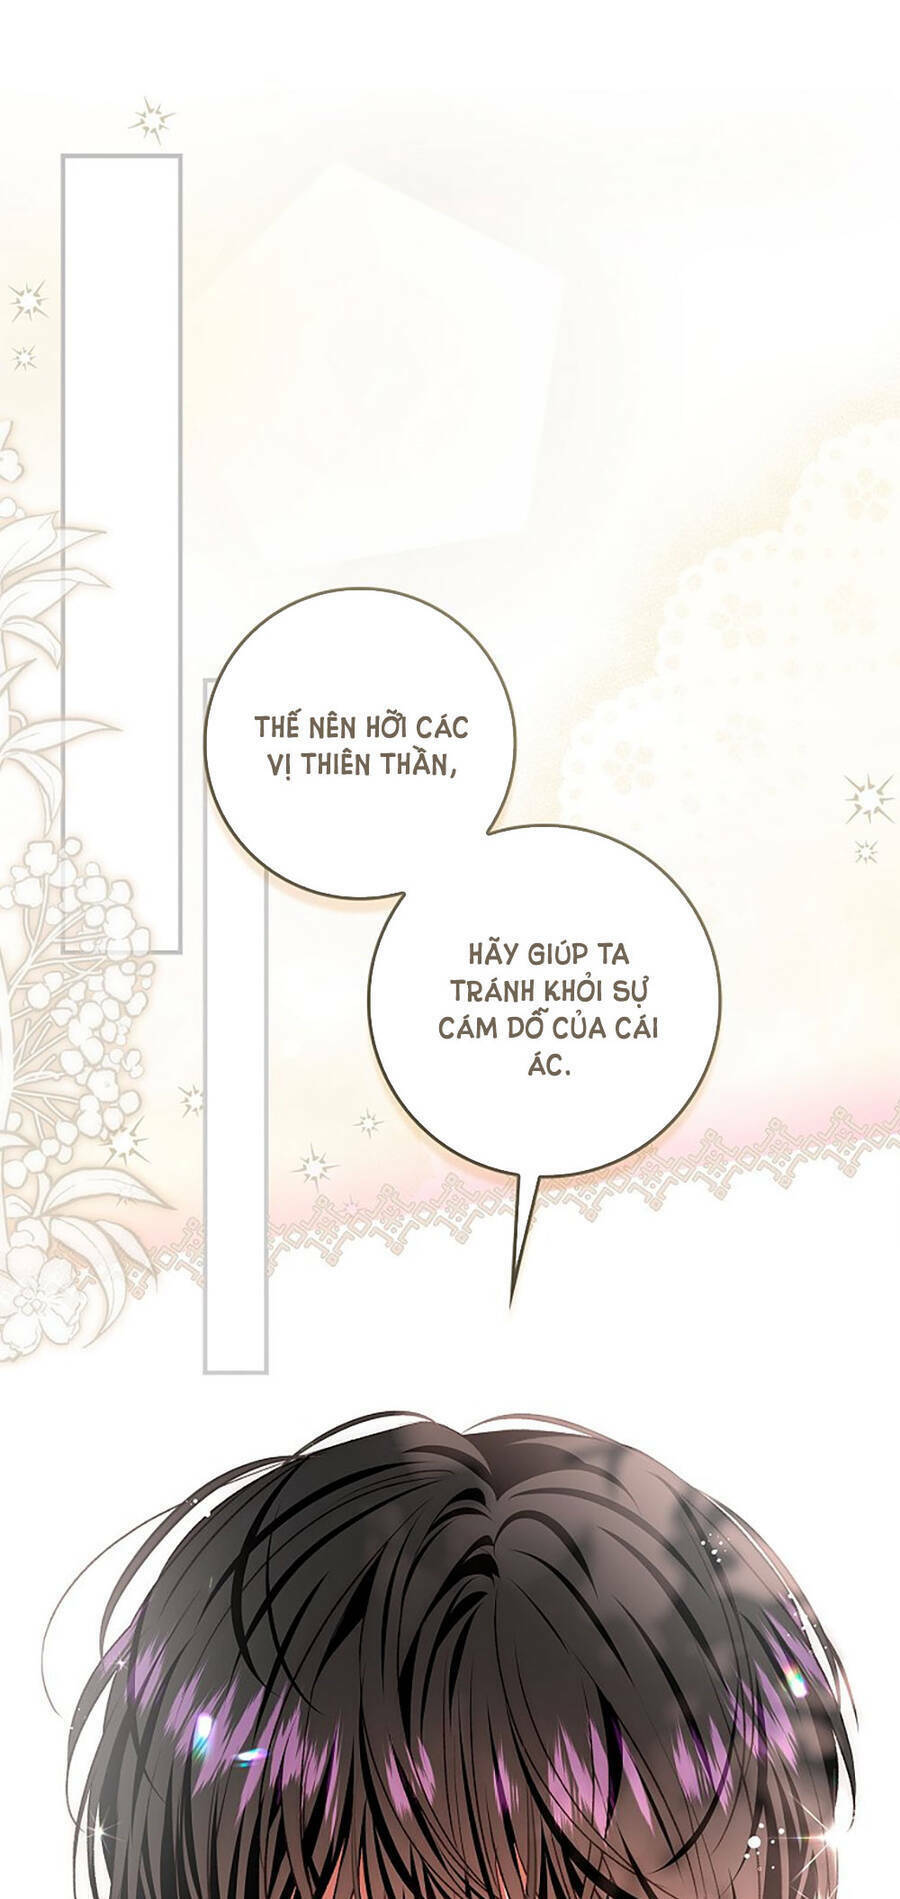 THẾ NÊN HỠI CÁC
VỊ THIÊN THẦN,
HÃY GIÚP TA
TRÁNH KHỎI SỰ
CÁM DỖ CỦA CÁI
ÁC.